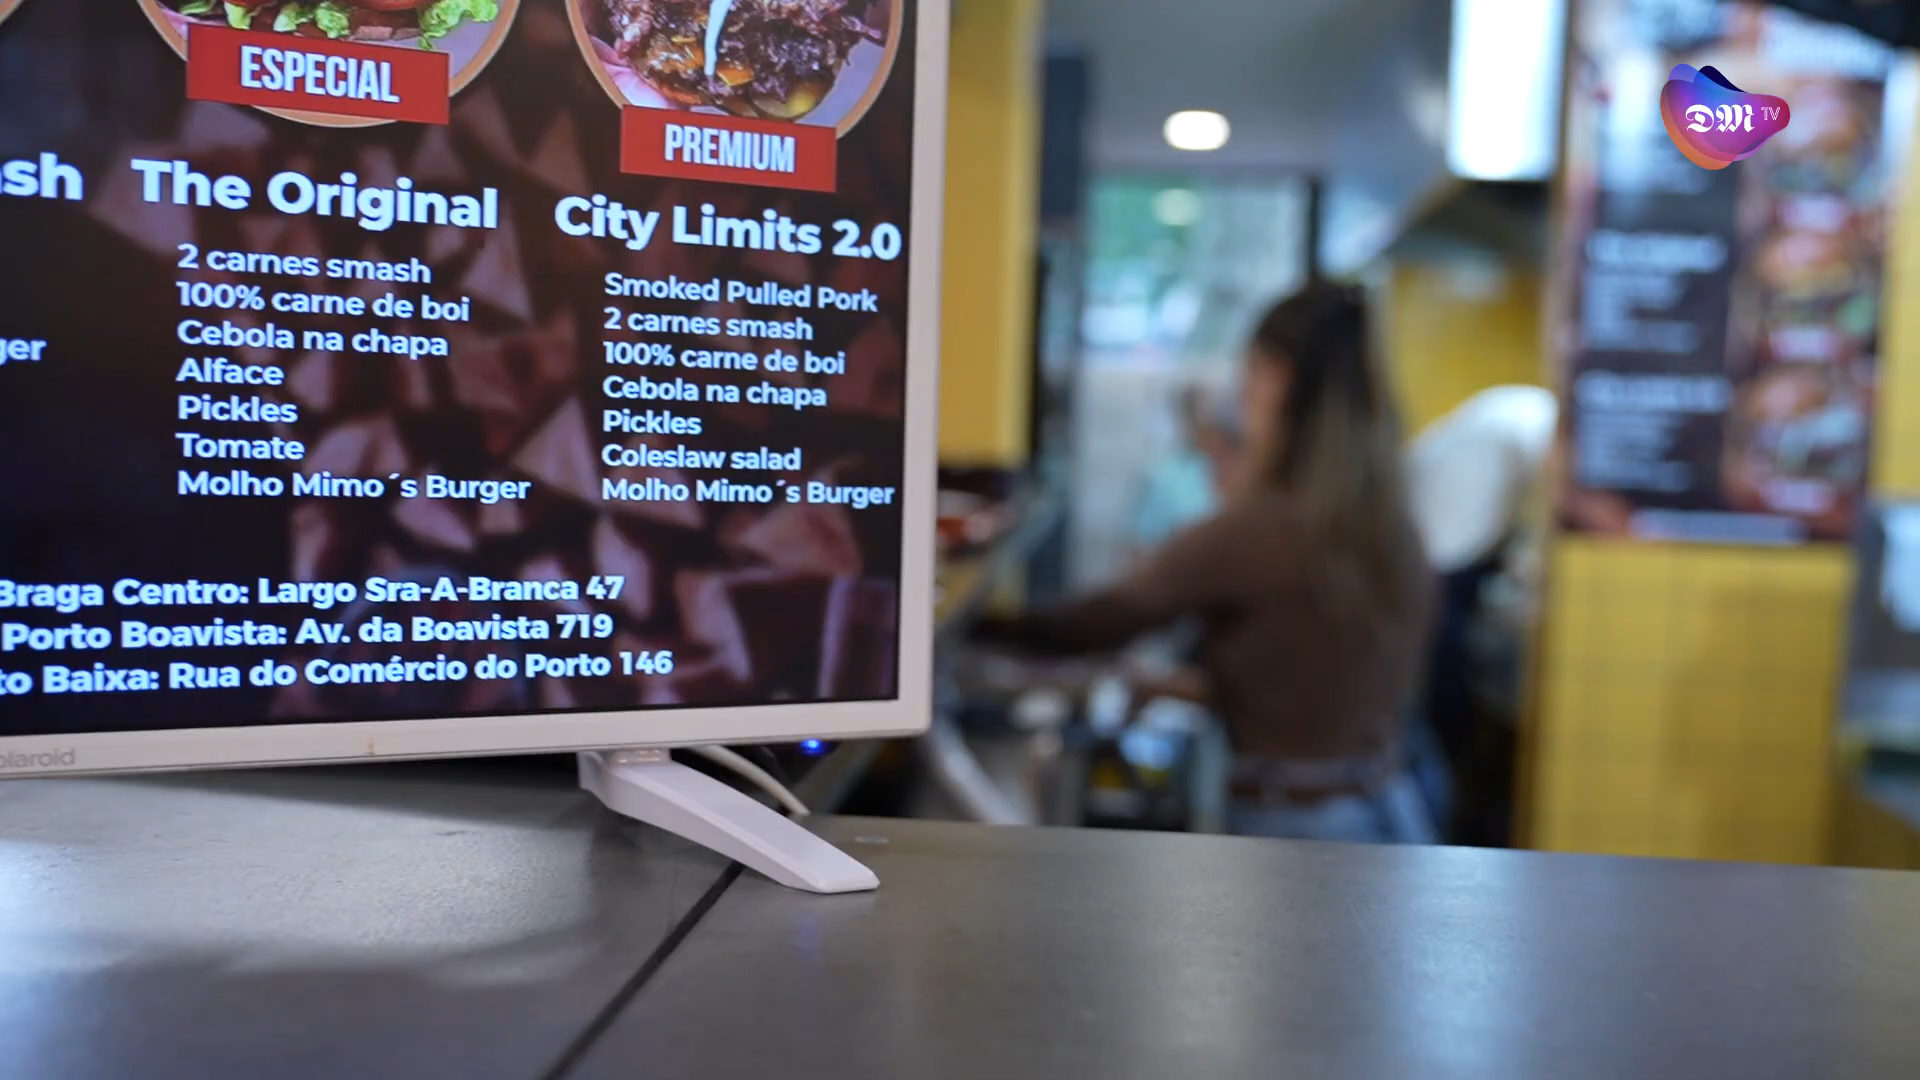 ESPECIAL
PREMIUM
The Original
City Limits 2.0
2 carnes smash
100% carne de boi
Cebola na chapa
Alface
Pickles
Tomate
Molho Mimo´s Burger
Smoked Pulled Pork
2 carnes smash
100% carne de boi
Cebola na chapa
Pickles
Coleslaw salad
Molho Mimo´s Burger
Braga Centro: Largo Sra-A-Branca 47
Porto Boavista: Av. da Boavista 719
to Baixa: Rua do Comércio do Porto 146
olaroid
DM TV